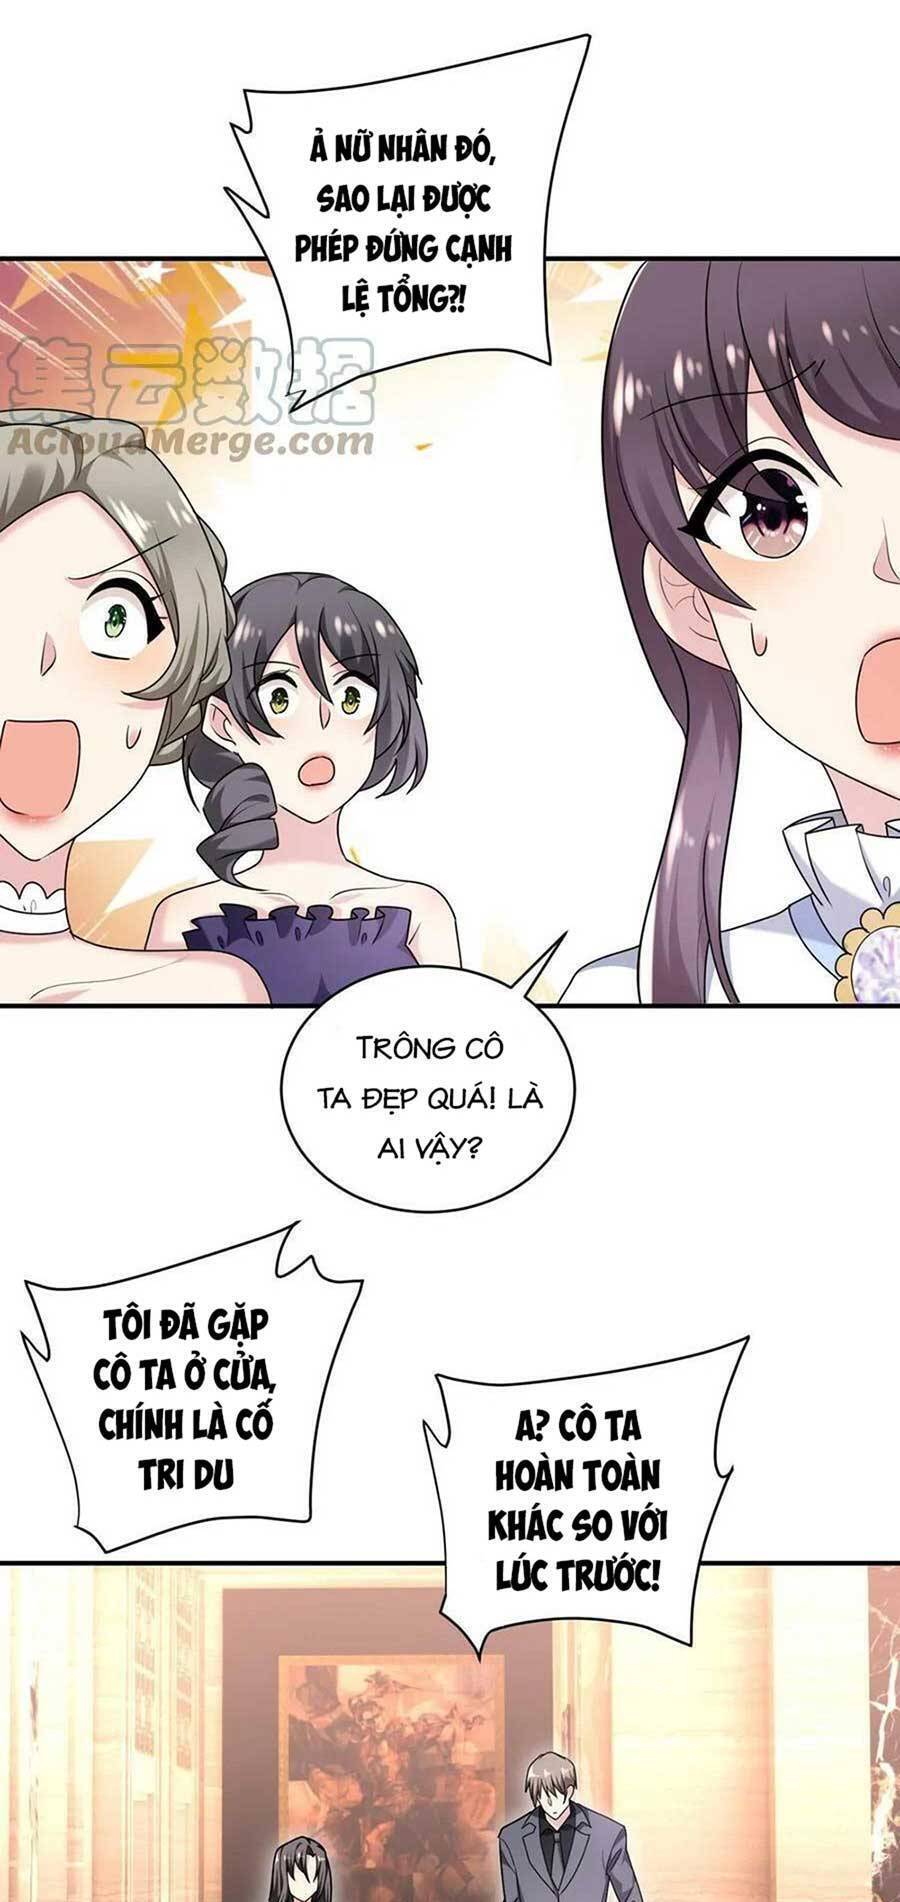 Ả NỮ NHÂN ĐÓ,
SAO LẠI ĐƯỢC
PHÉP ĐỨNG CẠNH
LỆ TỔNG?!
集云数据
AcloudMerge.com
TRÔNG CÔ
TA ĐẸP QUÁ! LÀ
AI VẬY?
TÔI ĐÃ GẶP
CÔ TA Ở CỬA,
CHÍNH LÀ CỐ
TRI DU
A? CÔ TA
HOÀN TOÀN
KHÁC SO VỚI
LÚC TRƯỚC!